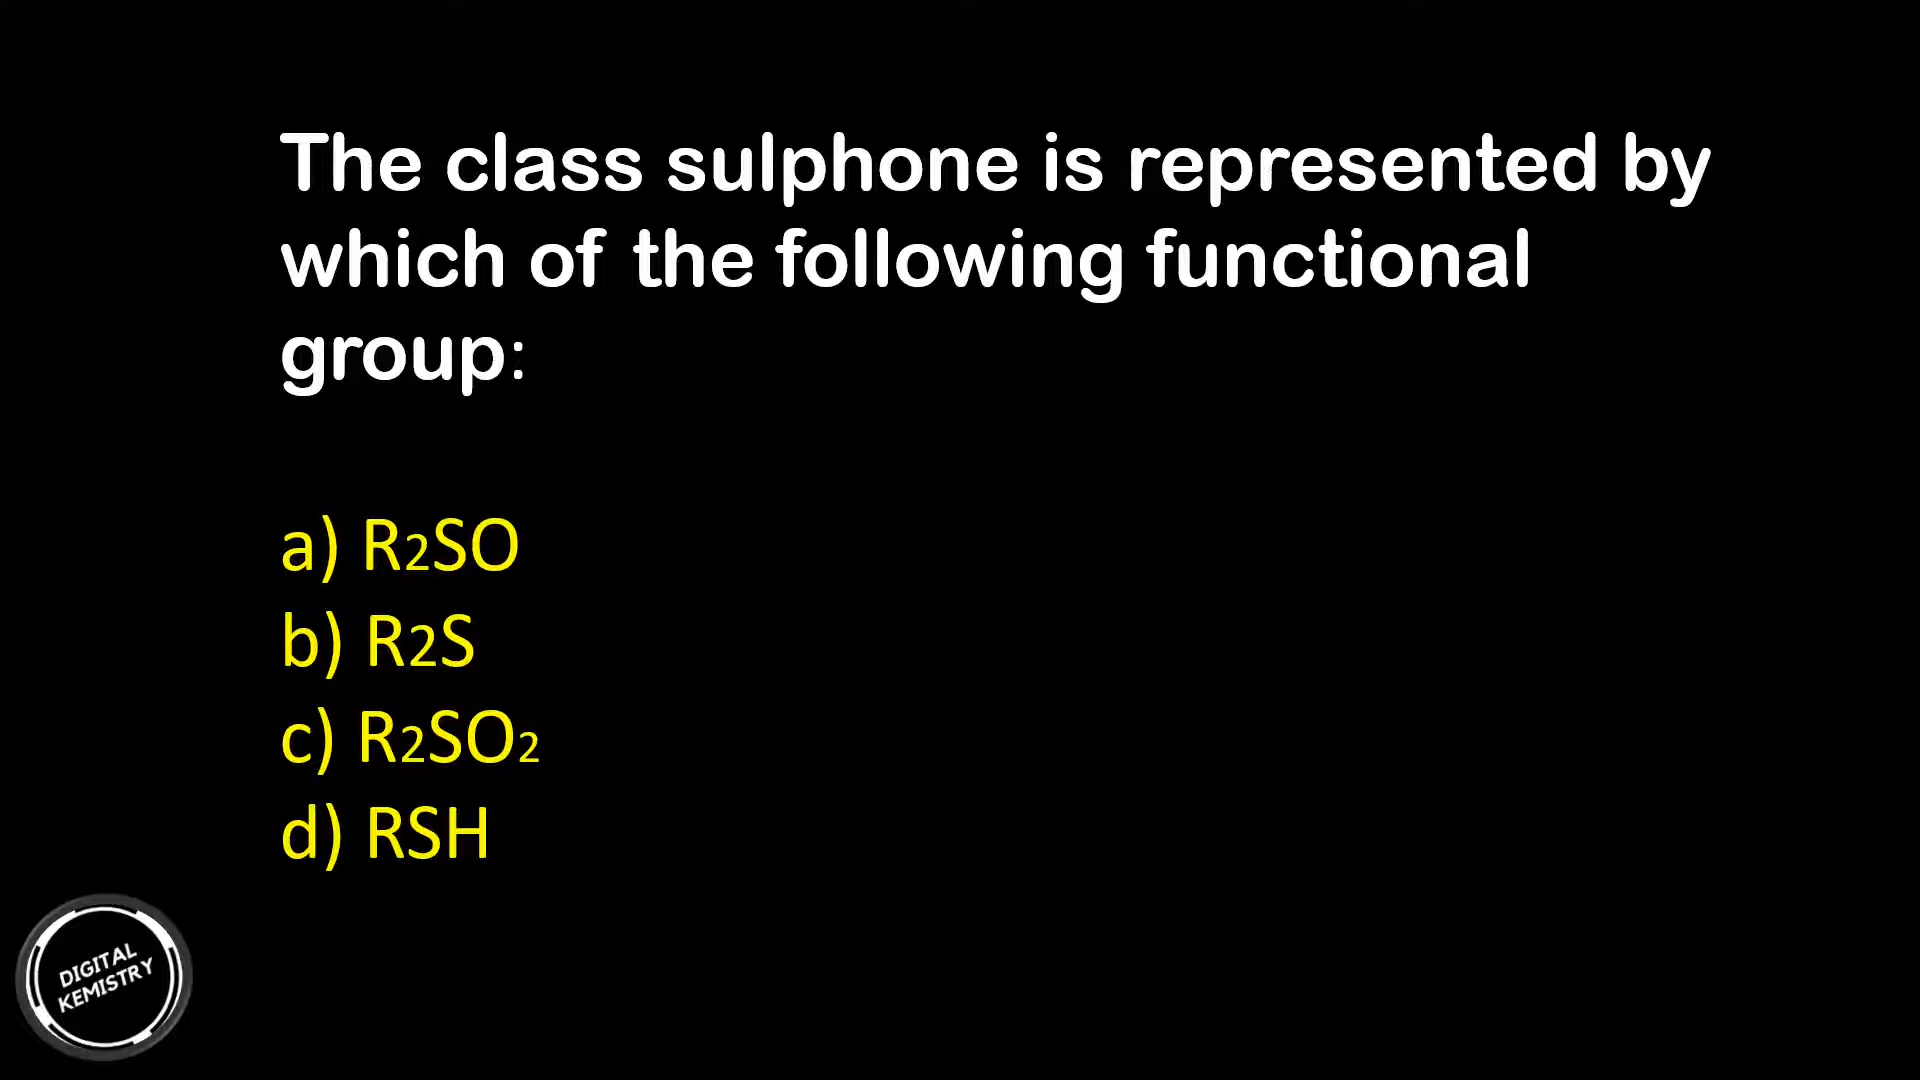 The class sulphone is represented by
which of the following functional
group:
a) R2SO
b) R2S
c) R2SO2
d) RSH
DIGITAL
KEMISTRY